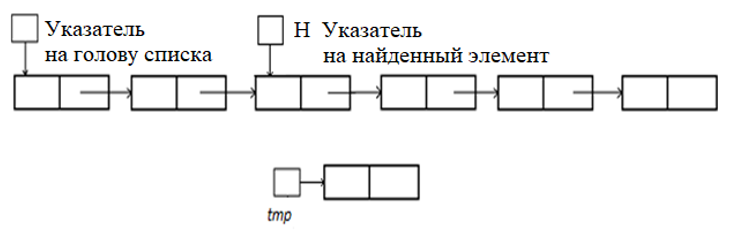 Указатель
на голову списка
Н Указатель
на найденный элемент
tmp